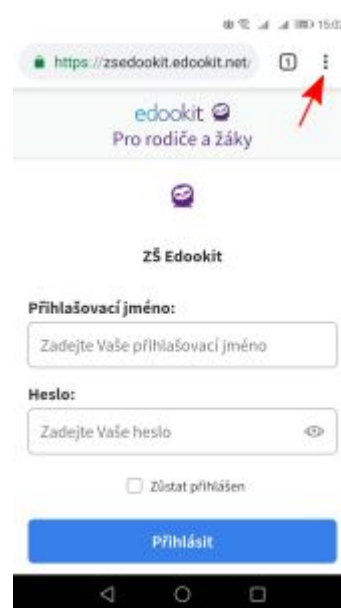 15:02
https://zsedookit.edookit.net/
1
edookit
Pro rodiče a žáky
ZŠ Edookit
Přihlašovací jméno:
Zadejte Vaše přihlašovací jméno
Heslo:
Zadejte Vaše heslo
Zůstat přihlášen
Přihlásit